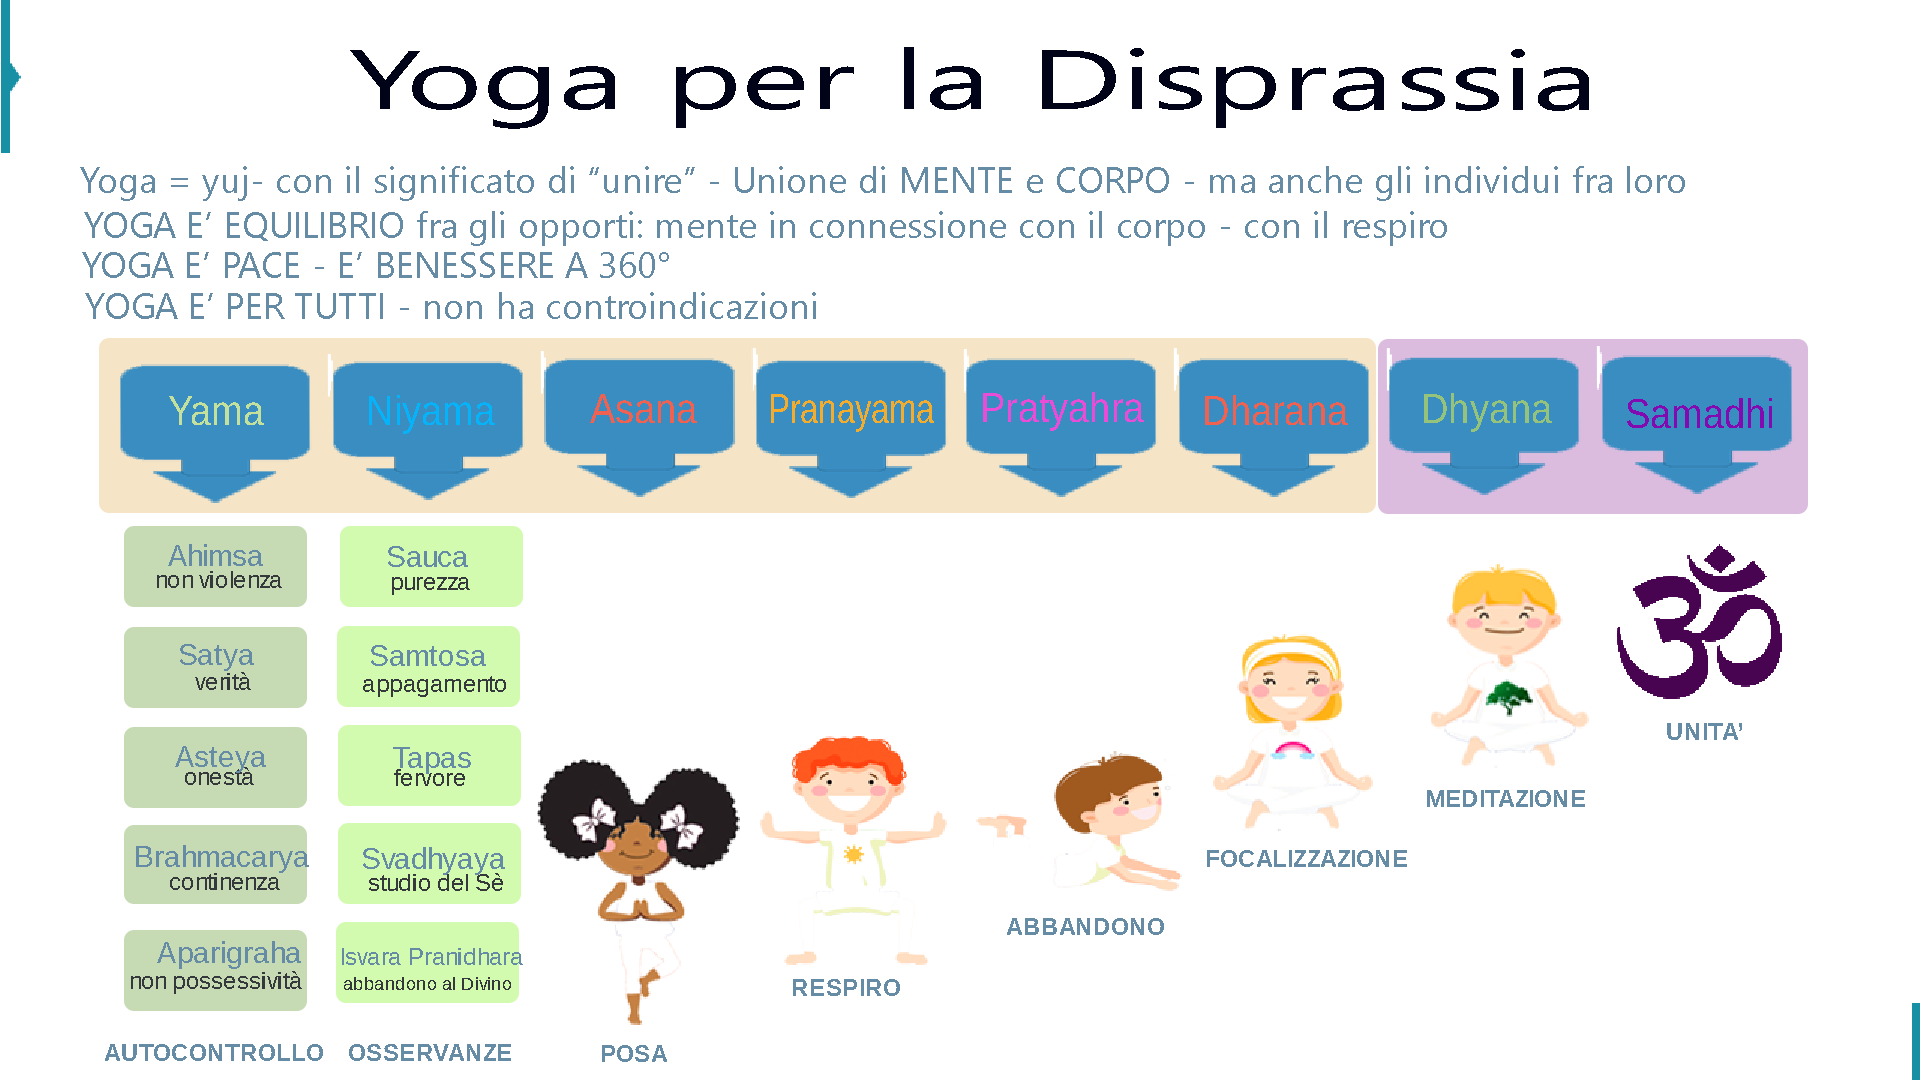 Yoga per la Disprassia
Yoga = yuj- con il significato di “unire” - Unione di MENTE e CORPO - ma anche gli individui fra loro
YOGA E’ EQUILIBRIO fra gli opporti: mente in connessione con il corpo - con il respiro
YOGA E’ PACE - E’ BENESSERE A 360°
YOGA E’ PER TUTTI - non ha controindicazioni
Yama
Niyama
Asana
Pranayama
Pratyahra
Dharana
Dhyana
Samadhi
Ahimsa
non violenza
Satya
verità
Asteya
onestà
Brahmacarya
continenza
Aparigraha
non possessività
AUTOCONTROLLO
Sauca
purezza
Samtosa
appagamento
Tapas
fervore
Svadhyaya
studio del Sè
Isvara Pranidhara
abbandono al Divino
OSSERVANZE
POSA
RESPIRO
ABBANDONO
FOCALIZZAZIONE
MEDITAZIONE
ॐ
UNITA’